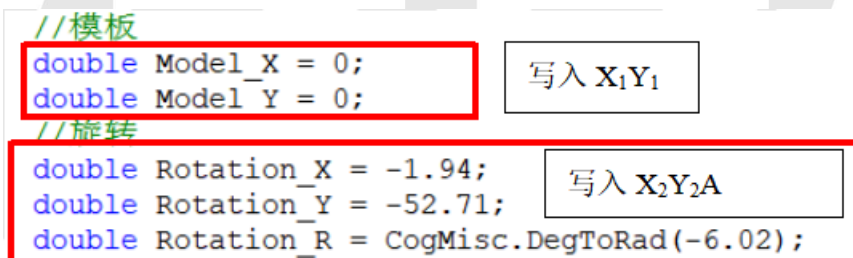 //模板
double Model_X = 0;
double Model_Y = 0;
写入 X₁Y₁
//旋转
double Rotation_X = -1.94;
double Rotation_Y = -52.71;
double Rotation_R = CogMisc.DegToRad(-6.02);
写入 X₂Y₂A